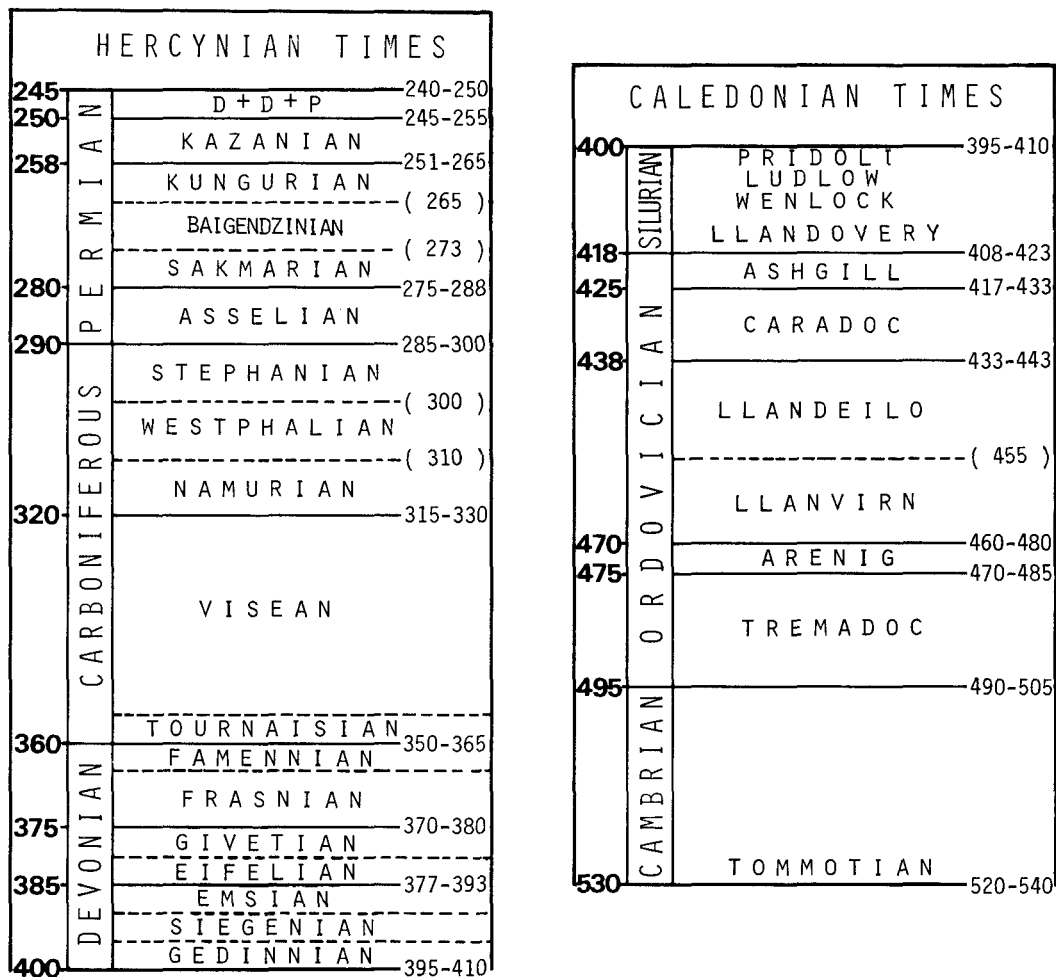 HERCYNIAN TIMES
245 240-250
D + D + P
250 245-255
KAZANIAN
258 251-265
KUNGURIAN
( 265 )
BAIGENDZINIAN
( 273 )
SAKMARIAN
280 275-288
ASSELIAN
290 285-300
STEPHANIAN
( 300 )
WESTPHALIAN
( 310 )
NAMURIAN
320 315-330
VISEAN
TOURNAISIAN
360 350-365
FAMENNIAN
FRASNIAN
375 370-380
GIVETIAN
EIFELIAN
385 377-393
EMSIAN
SIEGENIAN
GEDINNIAN
400 395-410
PERMIAN
CARBONIFEROUS
DEVONIAN
CALEDONIAN TIMES
400 395-410
PRIDOLI
LUDLOW
WENLOCK
LLANDOVERY
418 408-423
ASHGILL
425 417-433
CARADOC
438 433-443
LLANDEILO
( 455 )
LLANVIRN
470 460-480
ARENIG
475 470-485
TREMADOC
495 490-505
TOMMOTIAN
530 520-540
SILURIAN
ORDOVICIAN
CAMBRIAN